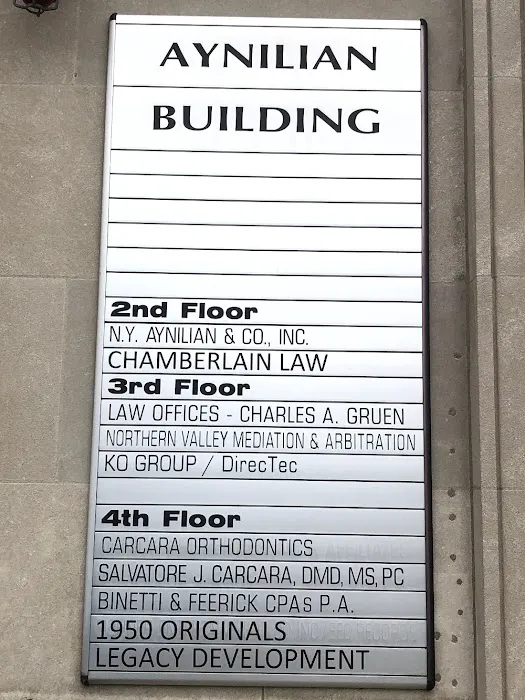 AYNILIAN
BUILDING
2nd Floor
N.Y. AYNILIAN & CO., INC.
CHAMBERLAIN LAW
3rd Floor
LAW OFFICES - CHARLES A. GRUEN
NORTHERN VALLEY MEDIATION & ARBITRATION
KO GROUP / DirecTec
4th Floor
CARCARA ORTHODONTICS
SALVATORE J. CARCARA, DMD, MS, PC
BINETTI & FEERICK CPAs P.A.
1950 ORIGINALS
LEGACY DEVELOPMENT